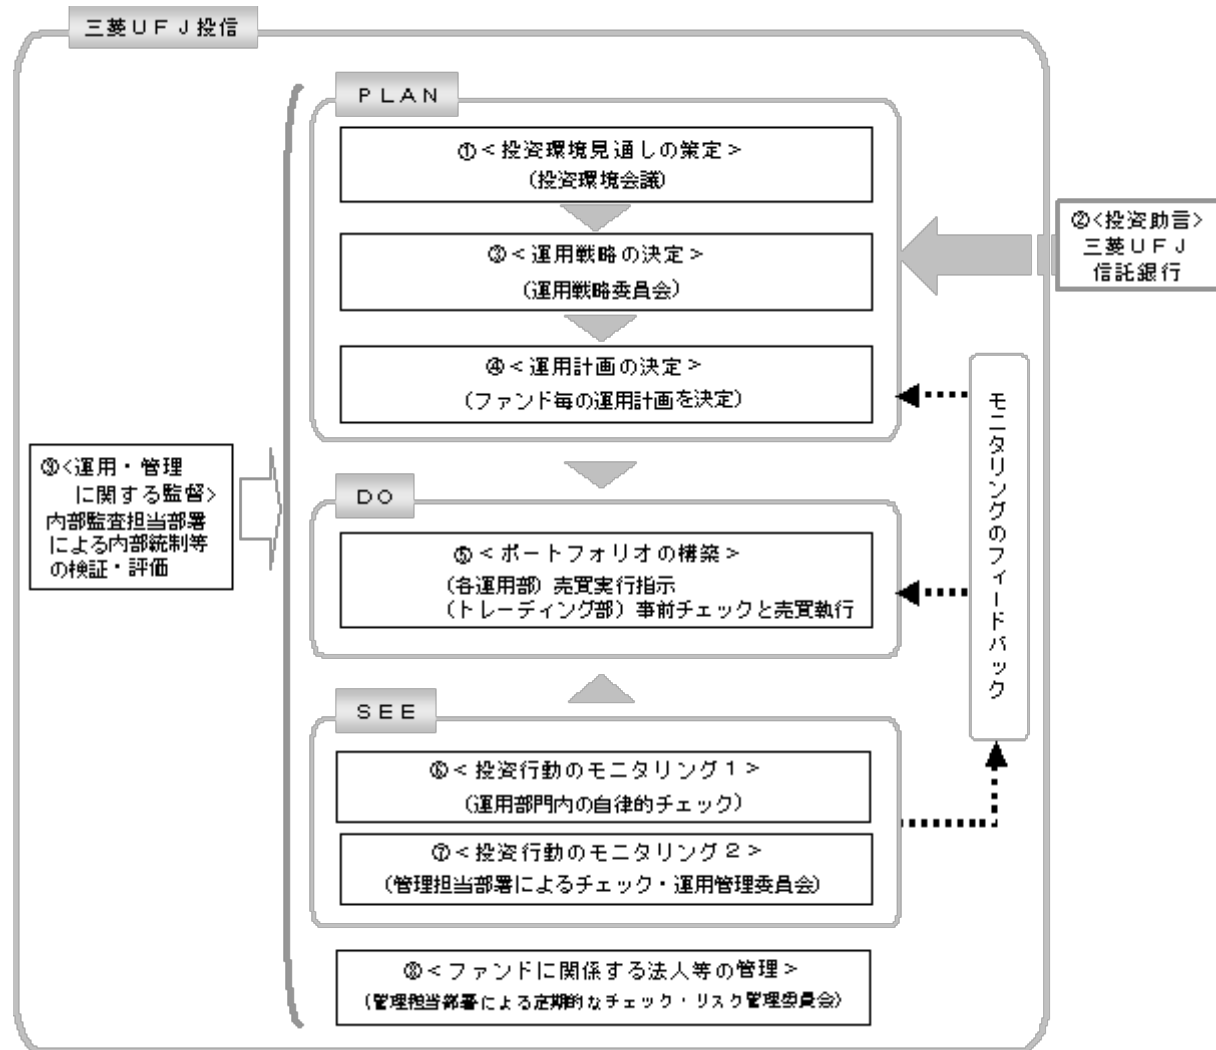 三菱ＵＦＪ投信
ＰＬＡＮ
①＜投資環境見通しの策定＞
（投資環境会議）
②＜投資助言＞
三菱ＵＦＪ
信託銀行
③＜運用戦略の決定＞
（運用戦略委員会）
④＜運用計画の決定＞
（ファンド毎の運用計画を決定）
モニタリングのフィードバック
⑨＜運用・管理
に関する監督＞
内部監査担当部署
による内部統制等
の検証・評価
ＤＯ
⑤＜ポートフォリオの構築＞
（各運用部）売買実行指示
（トレーディング部）事前チェックと売買執行
ＳＥＥ
⑥＜投資行動のモニタリング１＞
（運用部門内の自律的チェック）
⑦＜投資行動のモニタリング２＞
（管理担当部署によるチェック・運用管理委員会）
⑧＜ファンドに関係する法人等の管理＞
（管理担当部署による定期的なチェック・リスク管理委員会）